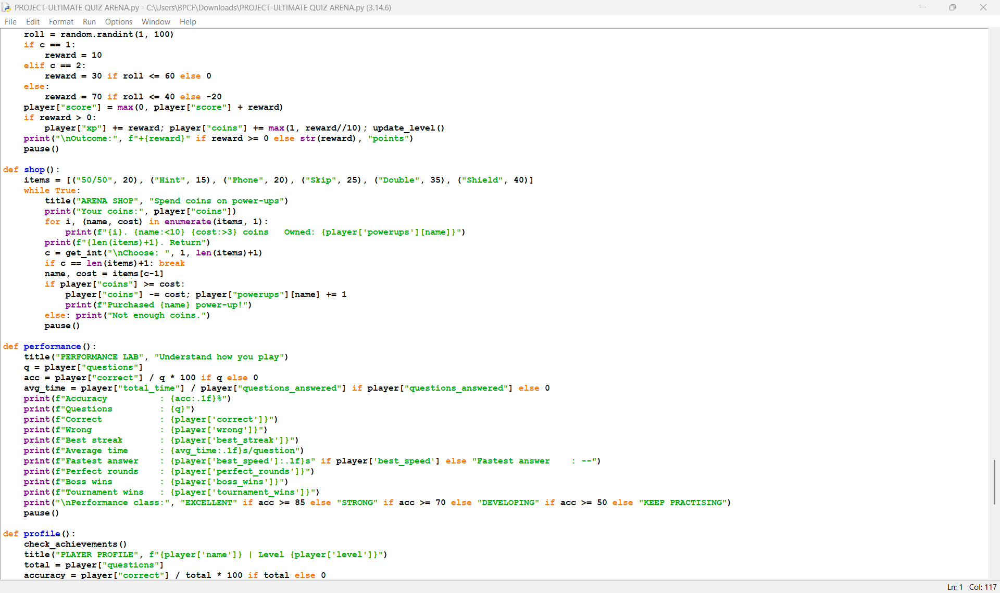 PROJECT-ULTIMATE QUIZ ARENA.py - C:\Users\BPCF\Downloads\PROJECT-ULTIMATE QUIZ ARENA.py (3.14.6)
File Edit Format Run Options Window Help
    roll = random.randint(1, 100)
    if c == 1:
        reward = 10
    elif c == 2:
        reward = 30 if roll <= 60 else 0
    else:
        reward = 70 if roll <= 40 else -20
    player["score"] = max(0, player["score"] + reward)
    if reward > 0:
        player["xp"] += reward; player["coins"] += max(1, reward//10); update_level()
    print("\nOutcome:", f"+{reward}" if reward >= 0 else str(reward), "points")
    pause()

def shop():
    items = [("50/50", 20), ("Hint", 15), ("Phone", 20), ("Skip", 25), ("Double", 35), ("Shield", 40)]
    while True:
        title("ARENA SHOP", "Spend coins on power-ups")
        print("Your coins:", player["coins"])
        for i, (name, cost) in enumerate(items, 1):
            print(f"{i}. {name:<10} {cost:>3} coins   Owned: {player['powerups'][name]}")
        print(f"{len(items)+1}. Return")
        c = get_int("\nChoose: ", 1, len(items)+1)
        if c == len(items)+1: break
        name, cost = items[c-1]
        if player["coins"] >= cost:
            player["coins"] -= cost; player["powerups"][name] += 1
            print(f"Purchased {name} power-up!")
        else: print("Not enough coins.")
        pause()

def performance():
    title("PERFORMANCE LAB", "Understand how you play")
    q = player["questions"]
    acc = player["correct"] / q * 100 if q else 0
    avg_time = player["total_time"] / player["questions_answered"] if player["questions_answered"] else 0
    print(f"Accuracy          : {acc:.1f}%")
    print(f"Questions         : {q}")
    print(f"Correct           : {player['correct']}")
    print(f"Wrong             : {player['wrong']}")
    print(f"Best streak       : {player['best_streak']}")
    print(f"Average time      : {avg_time:.1f}s/question")
    print(f"Fastest answer    : {player['best_speed']:.1f}s" if player['best_speed'] else "Fastest answer    : --")
    print(f"Perfect rounds    : {player['perfect_rounds']}")
    print(f"Boss wins         : {player['boss_wins']}")
    print(f"Tournament wins   : {player['tournament_wins']}")
    print("\nPerformance class:", "EXCELLENT" if acc >= 85 else "STRONG" if acc >= 70 else "DEVELOPING" if acc >= 50 else "KEEP PRACTISING")
    pause()

def profile():
    check_achievements()
    title("PLAYER PROFILE", f"{player['name']} | Level {player['level']}")
    total = player["questions"]
    accuracy = player["correct"] / total * 100 if total else 0
Ln: 1 Col: 117